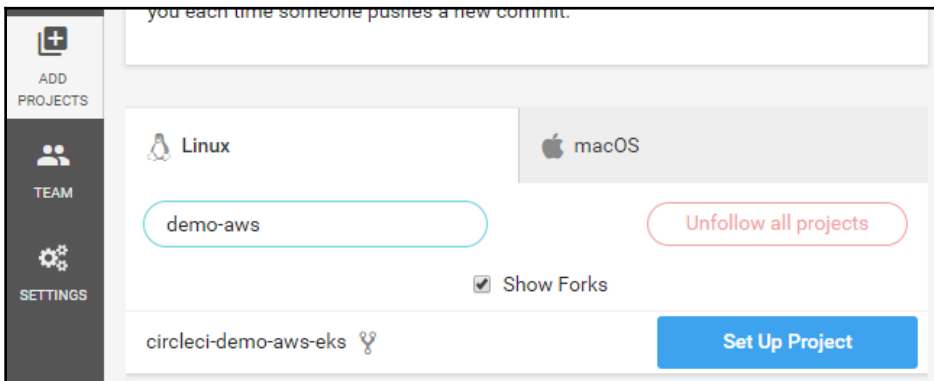 you each time someone pushes a new commit.
ADD
PROJECTS
Linux
macOS
TEAM
demo-aws
Unfollow all projects
Show Forks
SETTINGS
circleci-demo-aws-eks
Set Up Project